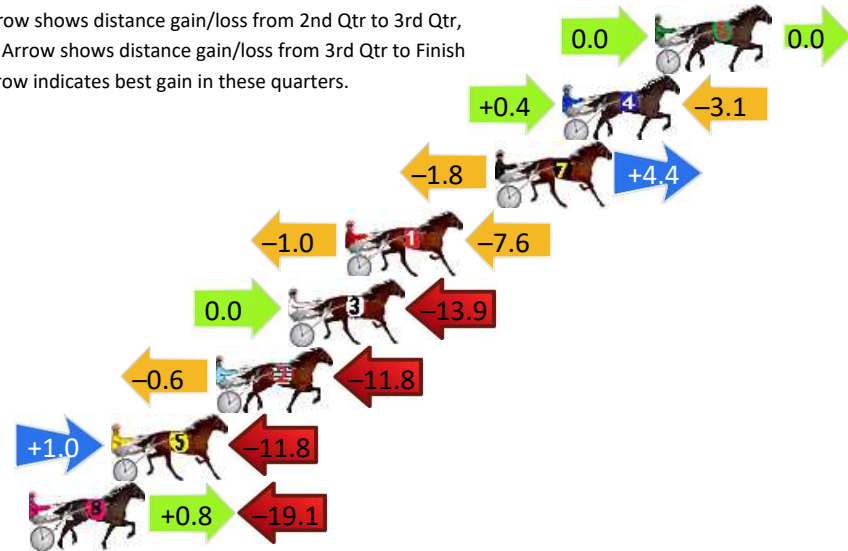 row shows distance gain/loss from 2nd Qtr to 3rd Qtr,
Arrow shows distance gain/loss from 3rd Qtr to Finish
row indicates best gain in these quarters.
0.0 6 0.0
+0.4 4 –3.1
–1.8 7 +4.4
–1.0 1 –7.6
0.0 3 –13.9
–0.6 2 –11.8
+1.0 5 –11.8
8 +0.8 –19.1